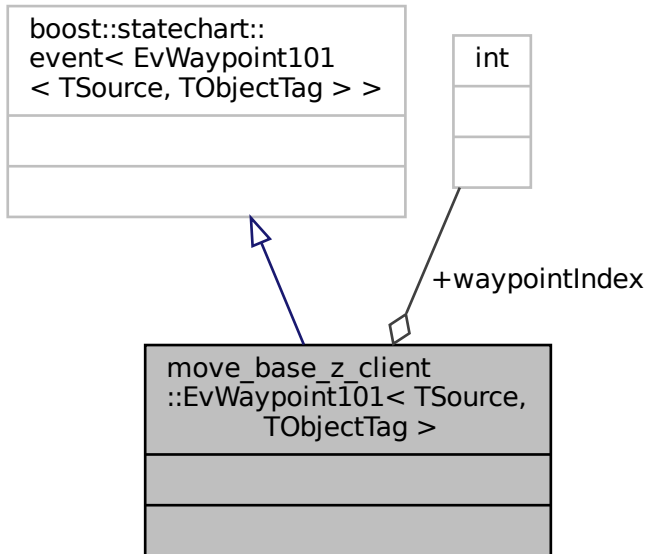 boost::statechart::
event< EvWaypoint101
< TSource, TObjectTag > >
int
+waypointIndex
move_base_z_client
::EvWaypoint101< TSource,
TObjectTag >